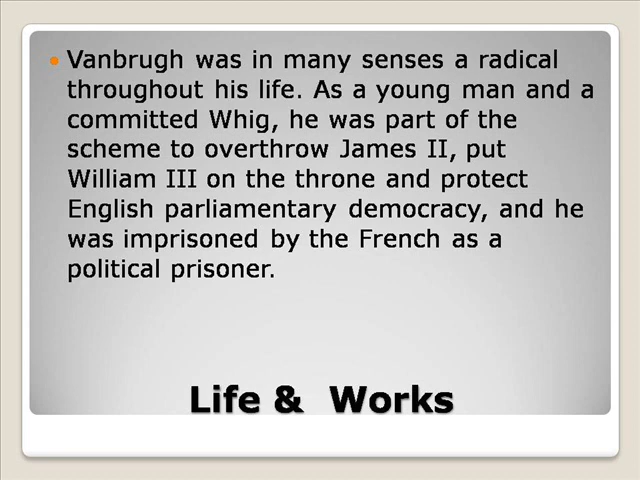 Vanbrugh was in many senses a radical
throughout his life. As a young man and a
committed Whig, he was part of the
scheme to overthrow James II, put
William III on the throne and protect
English parliamentary democracy, and he
was imprisoned by the French as a
political prisoner.
Life &  Works